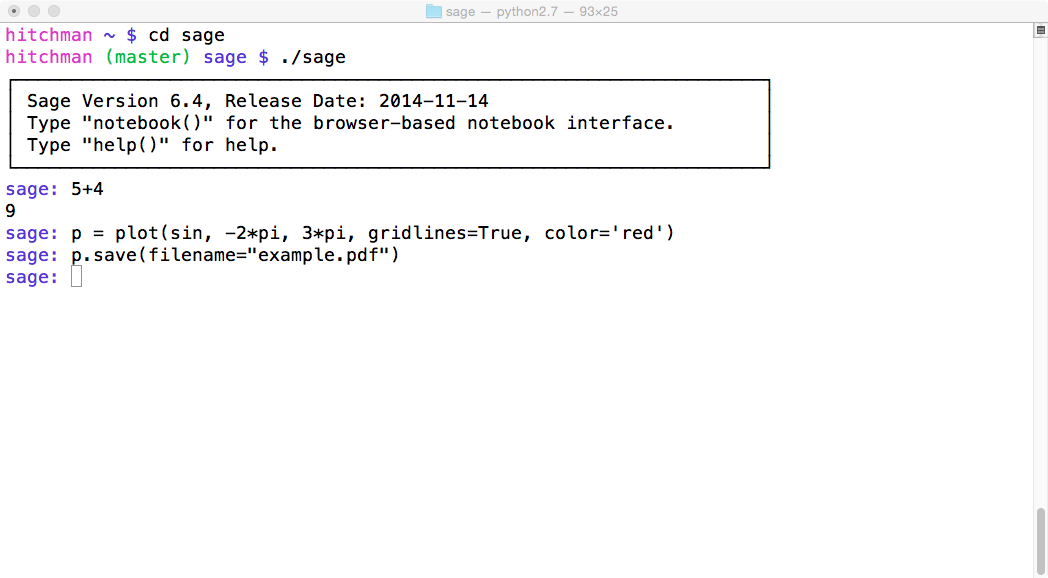 sage — python2.7 — 93×25
hitchman ~ $ cd sage
hitchman (master) sage $ ./sage
Sage Version 6.4, Release Date: 2014-11-14
Type "notebook()" for the browser-based notebook interface.
Type "help()" for help.
sage: 5+4
9
sage: p = plot(sin, -2*pi, 3*pi, gridlines=True, color='red')
sage: p.save(filename="example.pdf")
sage: